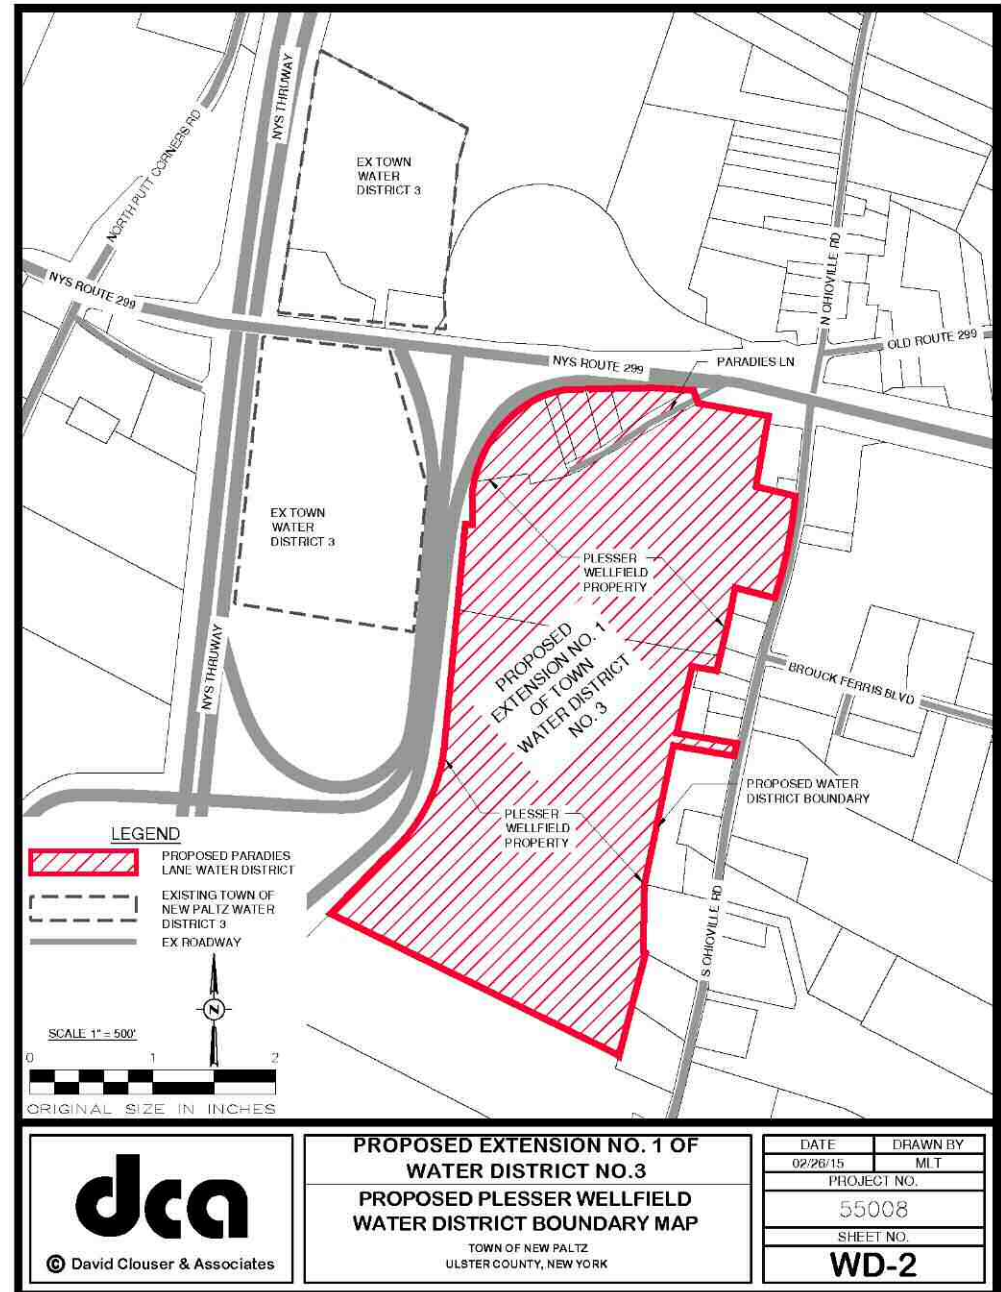 NORTH PUTT CORNERS RD
NYS THRUWAY
EX TOWN
WATER
DISTRICT 3
NYS ROUTE 299
N OHIOVILLE RD
OLD ROUTE 299
NYS ROUTE 299
PARADIES LN
EX TOWN
WATER
DISTRICT 3
PLESSER
WELLFIELD
PROPERTY
PROPOSED
EXTENSION NO. 1
OF TOWN
WATER DISTRICT
NO. 3
NYS THRUWAY
BROUCK FERRIS BLVD
PROPOSED WATER
DISTRICT BOUNDARY
PLESSER
WELLFIELD
PROPERTY
S OHIOVILLE RD
LEGEND
PROPOSED PARADIES
LANE WATER DISTRICT
EXISTING TOWN OF
NEW PALTZ WATER
DISTRICT 3
EX ROADWAY
N
SCALE 1" = 500'
0 1 2
ORIGINAL SIZE IN INCHES
dca
© David Clouser & Associates
PROPOSED EXTENSION NO. 1 OF
WATER DISTRICT NO.3
PROPOSED PLESSER WELLFIELD
WATER DISTRICT BOUNDARY MAP
TOWN OF NEW PALTZ
ULSTER COUNTY, NEW YORK
DATE DRAWN BY
02/26/15 MLT
PROJECT NO.
55008
SHEET NO.
WD-2